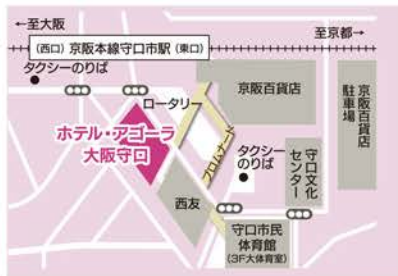 ←至大阪
至京都→
(西口) 京阪本線守口市駅 (東口)
タクシーのりば
ロータリー
京阪百貨店
京阪百貨店
駐車場
ホテル・アゴーラ
大阪守口
プロムナード
タクシー
のりば
守口文化
センター
西友
守口市民
体育館
(3F大体育室)